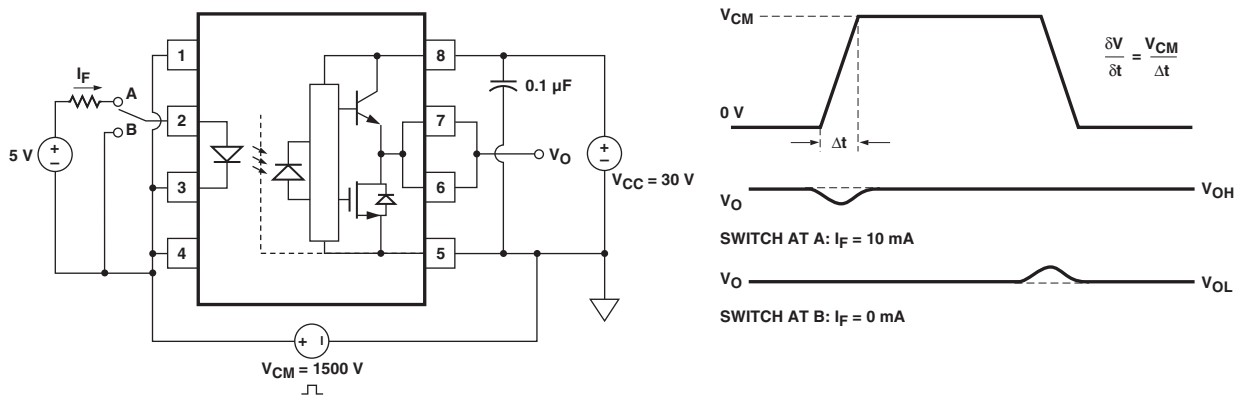 1
8
I_F
A
0.1 µF
B
2
7
5 V
+
–
V_O
3
6
+
–
V_CC = 30 V
4
5
+ –
V_CM = 1500 V
V_CM
δV/δt = V_CM/Δt
0 V
Δt
V_O
V_OH
SWITCH AT A: I_F = 10 mA
V_O
V_OL
SWITCH AT B: I_F = 0 mA